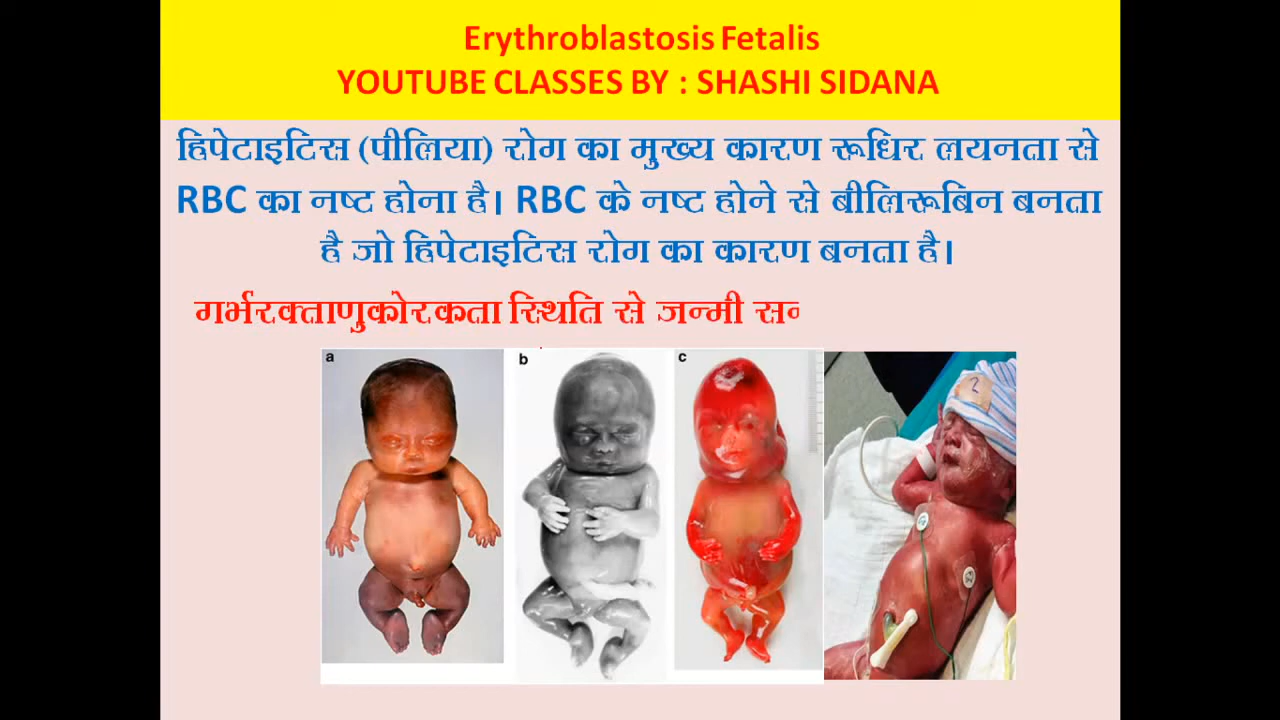 Erythroblastosis Fetalis
YOUTUBE CLASSES BY : SHASHI SIDANA
हिपेटाइटिस (पीलिया) रोग का मुख्य कारण रूधिर लयनता से
RBC का नष्ट होना है। RBC के नष्ट होने से बीलिरूबिन बनता
है जो हिपेटाइटिस रोग का कारण बनता है।
गर्भरक्ताणुकोरकता स्थिति से जन्मी
a
b
c
2